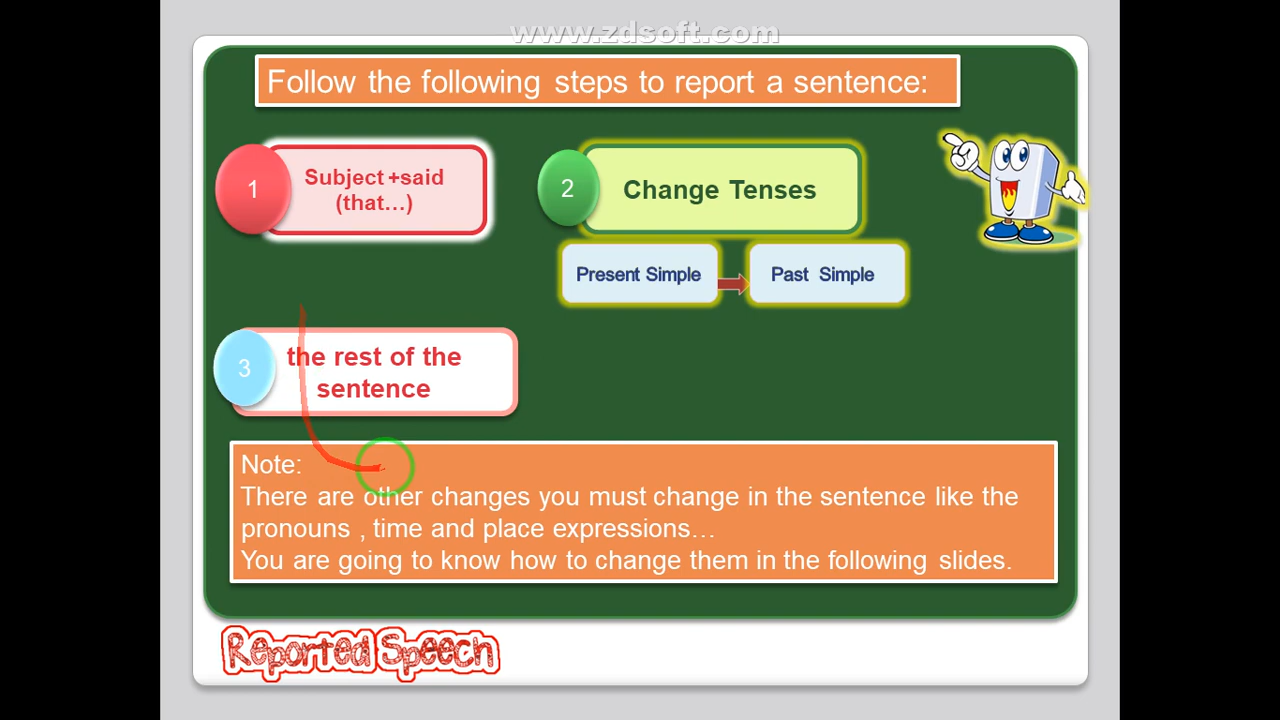 www.zdsoft.com
Follow the following steps to report a sentence:
1
Subject +said
(that...)
2
Change Tenses
Present Simple
Past Simple
3
the rest of the
sentence
Note:
There are other changes you must change in the sentence like the
pronouns , time and place expressions...
You are going to know how to change them in the following slides.
Reported Speech